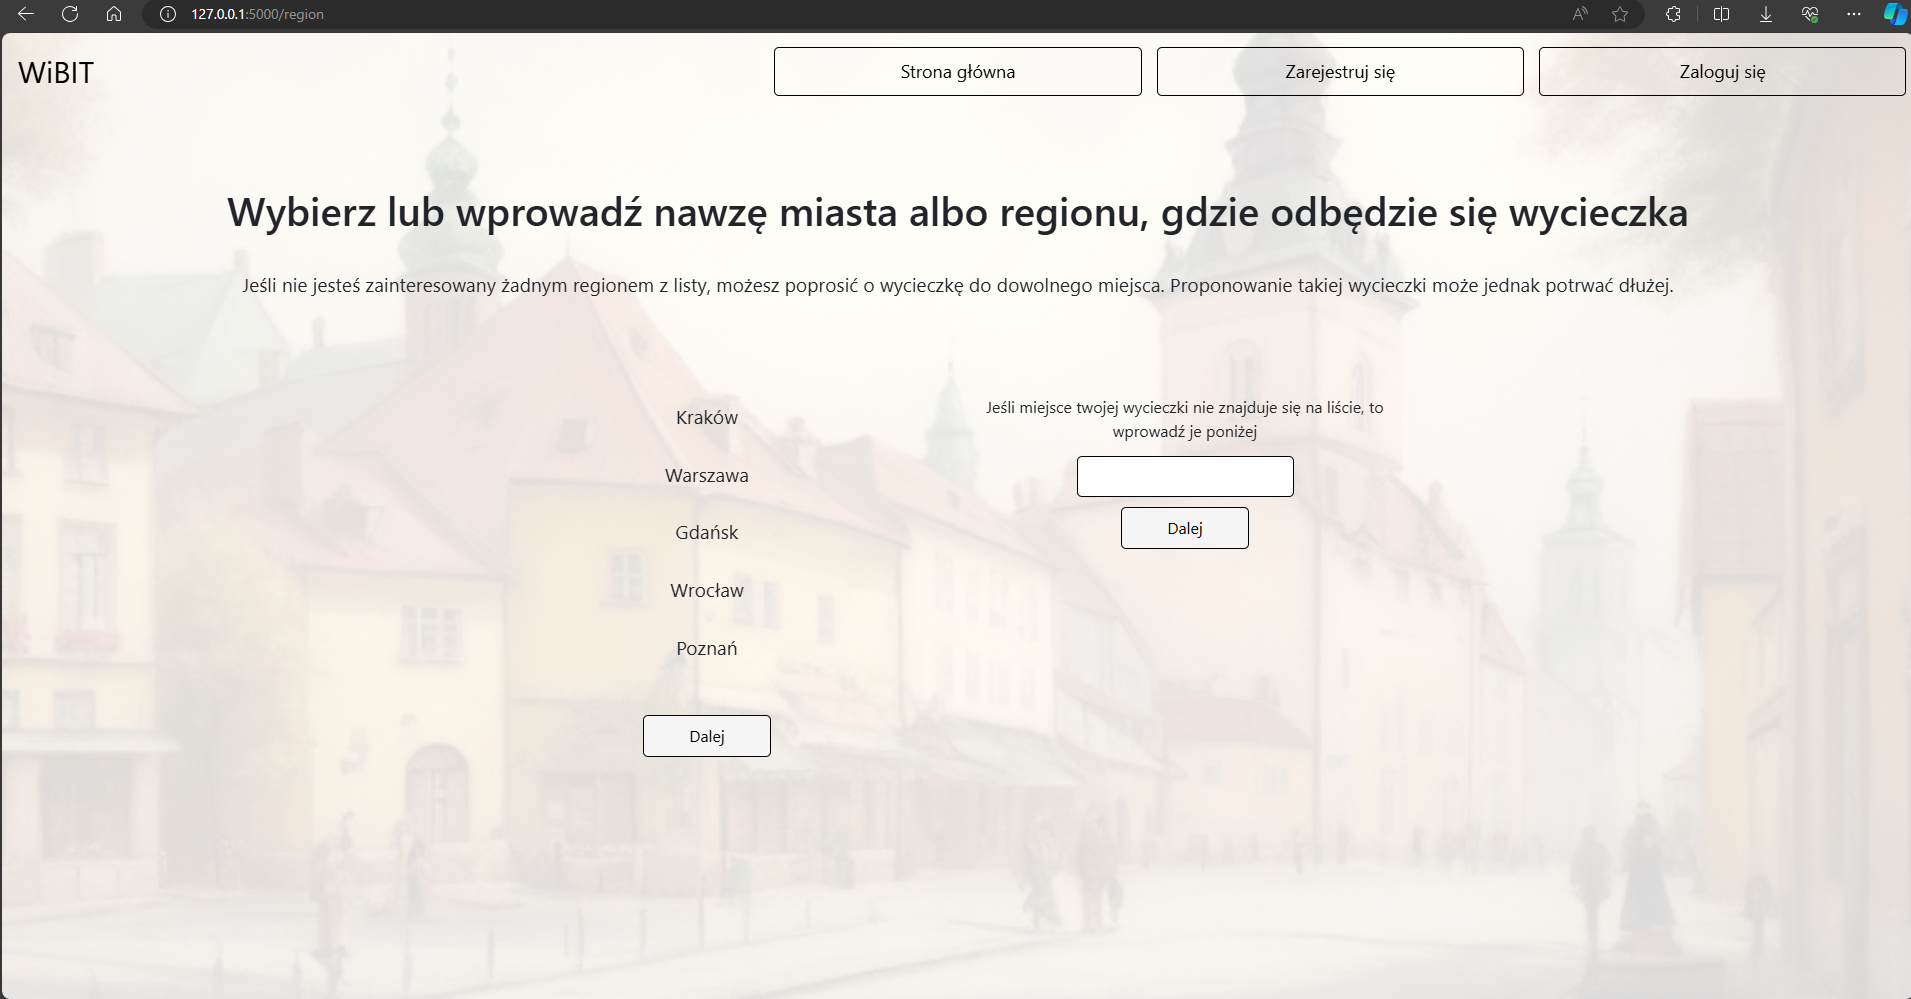 127.0.0.1:5000/region
WiBIT
Strona główna
Zarejestruj się
Zaloguj się
Wybierz lub wprowadź nawzę miasta albo regionu, gdzie odbędzie się wycieczka
Jeśli nie jesteś zainteresowany żadnym regionem z listy, możesz poprosić o wycieczkę do dowolnego miejsca. Proponowanie takiej wycieczki może jednak potrwać dłużej.
Kraków
Warszawa
Gdańsk
Wrocław
Poznań
Dalej
Jeśli miejsce twojej wycieczki nie znajduje się na liście, to
wprowadź je poniżej
Dalej